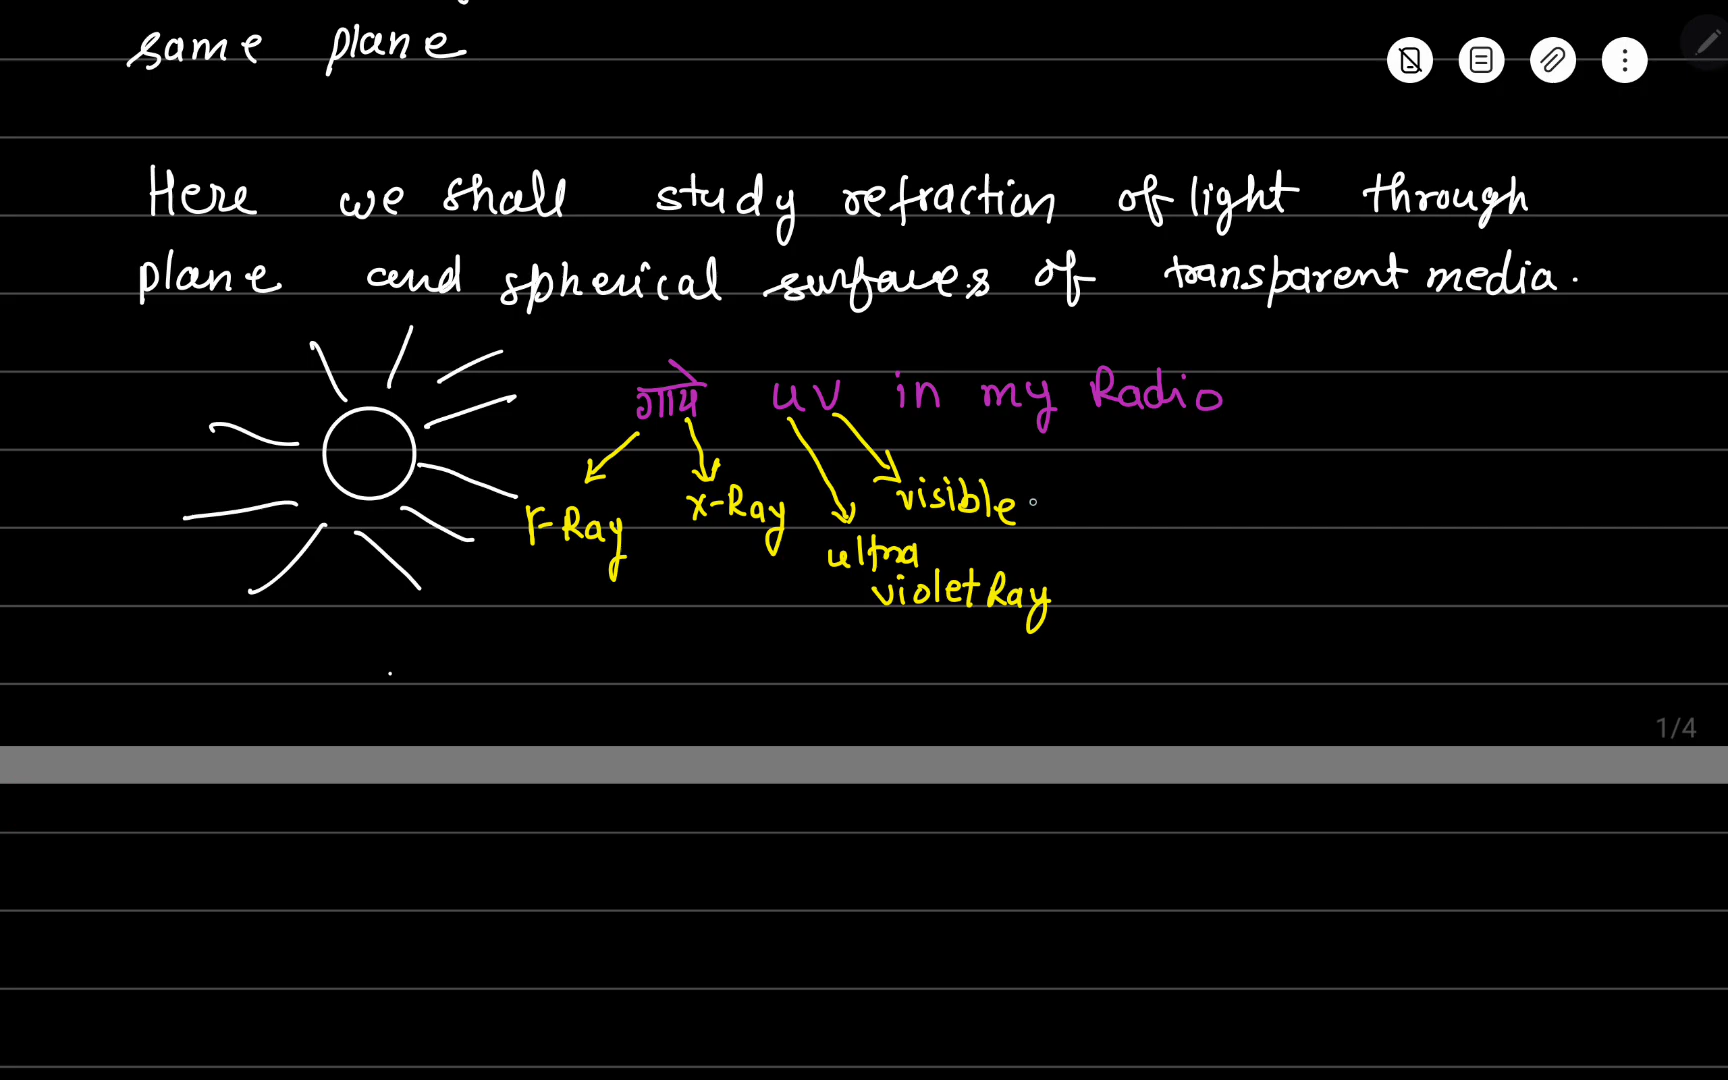 same plane
Here we shall study refraction of light through
plane and spherical surfaces of transparent media.
uv in my Radio
x-Ray visible
r-Ray
ultra
violet Ray
1/4